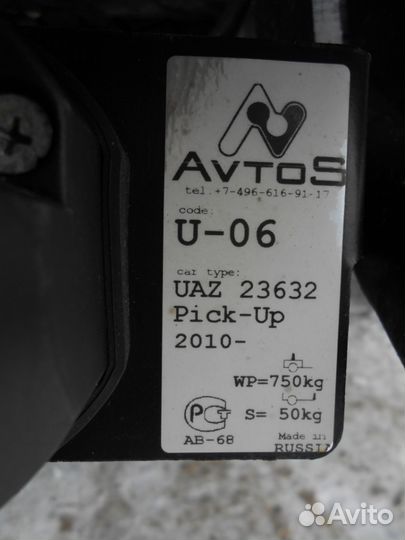 AVTOS
tel.+7-496-616-91-17
code:
U-06
car type:
UAZ 23632
Pick-Up
2010-
WP=750kg
S= 50kg
АВ-68
Made in
RUSSIA
Avito